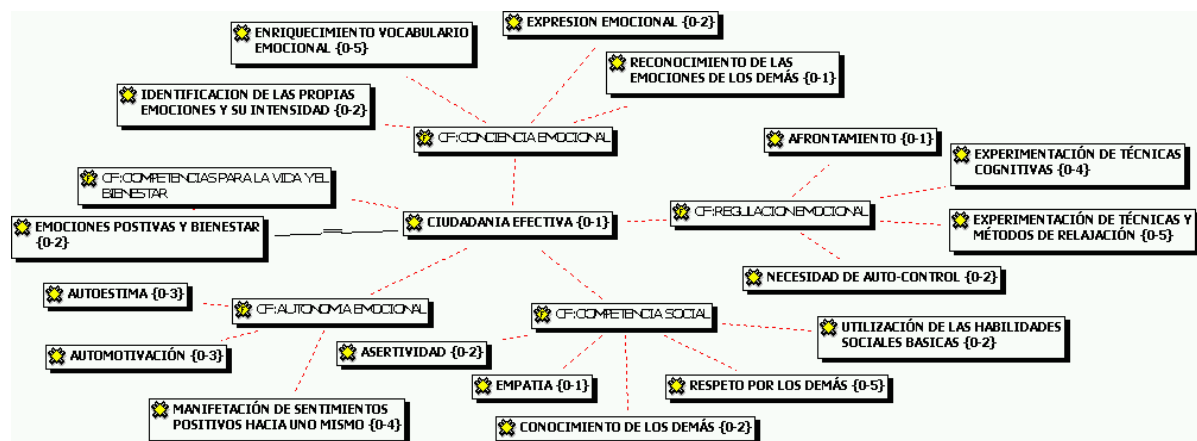 EXPRESION EMOCIONAL {0-2}
ENRIQUECIMIENTO VOCABULARIO
EMOCIONAL {0-5}
RECONOCIMIENTO DE LAS
EMOCIONES DE LOS DEMÁS {0-1}
IDENTIFICACION DE LAS PROPIAS
EMOCIONES Y SU INTENSIDAD {0-2}
CF:CONCIENCIA EMOCIONAL
AFRONTAMIENTO {0-1}
EXPERIMENTACIÓN DE TÉCNICAS
COGNITIVAS {0-4}
CF:COMPETENCIAS PARA LA VIDA Y EL
BIENESTAR
CF:REGULACION EMOCIONAL
CIUDADANIA EFECTIVA {0-1}
EMOCIONES POSTIVAS Y BIENESTAR
{0-2}
EXPERIMENTACIÓN DE TÉCNICAS Y
MÉTODOS DE RELAJACIÓN {0-5}
NECESIDAD DE AUTO-CONTROL {0-2}
AUTOESTIMA {0-3}
CF:AUTONOMIA EMOCIONAL
CF:COMPETENCIA SOCIAL
UTILIZACIÓN DE LAS HABILIDADES
SOCIALES BASICAS {0-2}
AUTOMOTIVACIÓN {0-3}
ASERTIVIDAD {0-2}
EMPATIA {0-1}
RESPETO POR LOS DEMÁS {0-5}
MANIFETACIÓN DE SENTIMIENTOS
POSITIVOS HACIA UNO MISMO {0-4}
CONOCIMIENTO DE LOS DEMÁS {0-2}